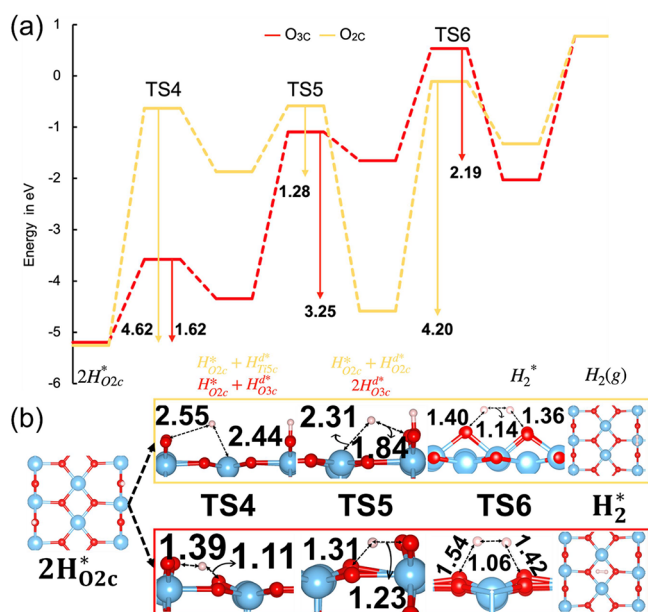 (a)
O3C O2C
1
0
-1
-2
-3
-4
-5
-6
Energy in eV
TS4
TS5
TS6
4.62
1.62
1.28
3.25
4.20
2.19
2H*O2c
H*O2c + Hd*TO5c
H*O2c + Hd*O3c
H*O2c + Hd*O2c
2Hd*O3c
H2*
H2(g)
(b)
2.55
2.44
2.31
1.84
1.40
1.14
1.36
TS4 TS5 TS6 H2*
2H*O2c
1.39
1.11
1.31
1.23
1.54
1.06
1.42